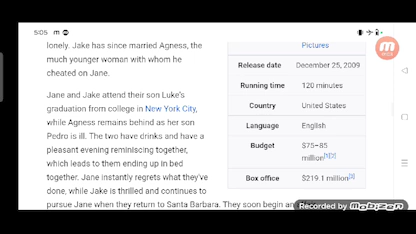 5:05
lonely. Jake has since married Agness, the
much younger woman with whom he
cheated on Jane.
Jane and Jake attend their son Luke's
graduation from college in New York City,
while Agness remains behind as her son
Pedro is ill. The two have drinks and have a
pleasant evening reminiscing together,
which leads to them ending up in bed
together. Jane instantly regrets what they've
done, while Jake is thrilled and continues to
pursue Jane when they return to Santa Barbara. They soon begin an
Pictures
Release date December 25, 2009
Running time 120 minutes
Country United States
Language English
Budget $75–85
million[1][2]
Box office $219.1 million[3]
Recorded by mobizen